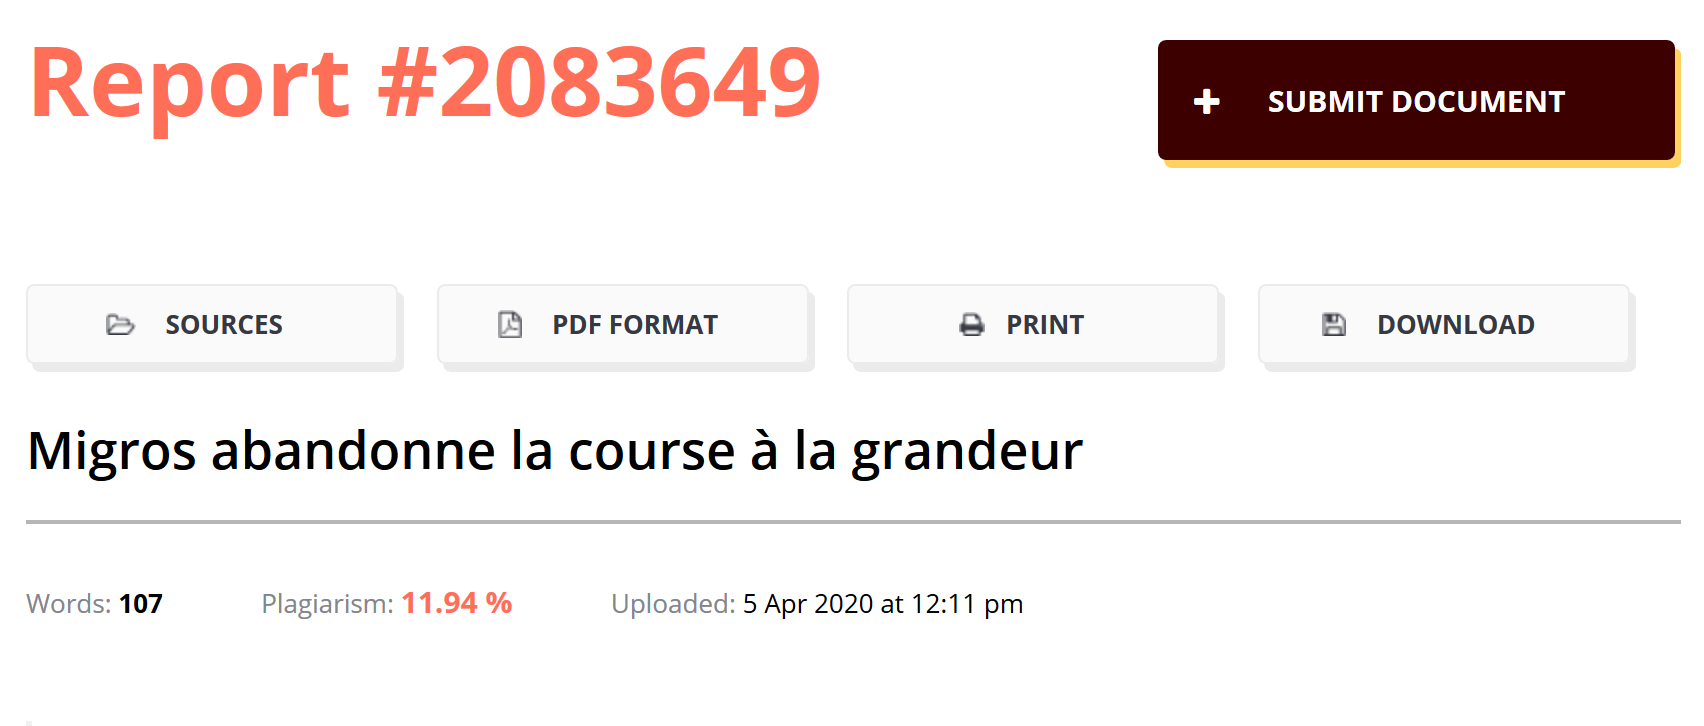 Report #2083649
SUBMIT DOCUMENT
SOURCES
PDF FORMAT
PRINT
DOWNLOAD
Migros abandonne la course à la grandeur
Words: 107
Plagiarism: 11.94 %
Uploaded: 5 Apr 2020 at 12:11 pm